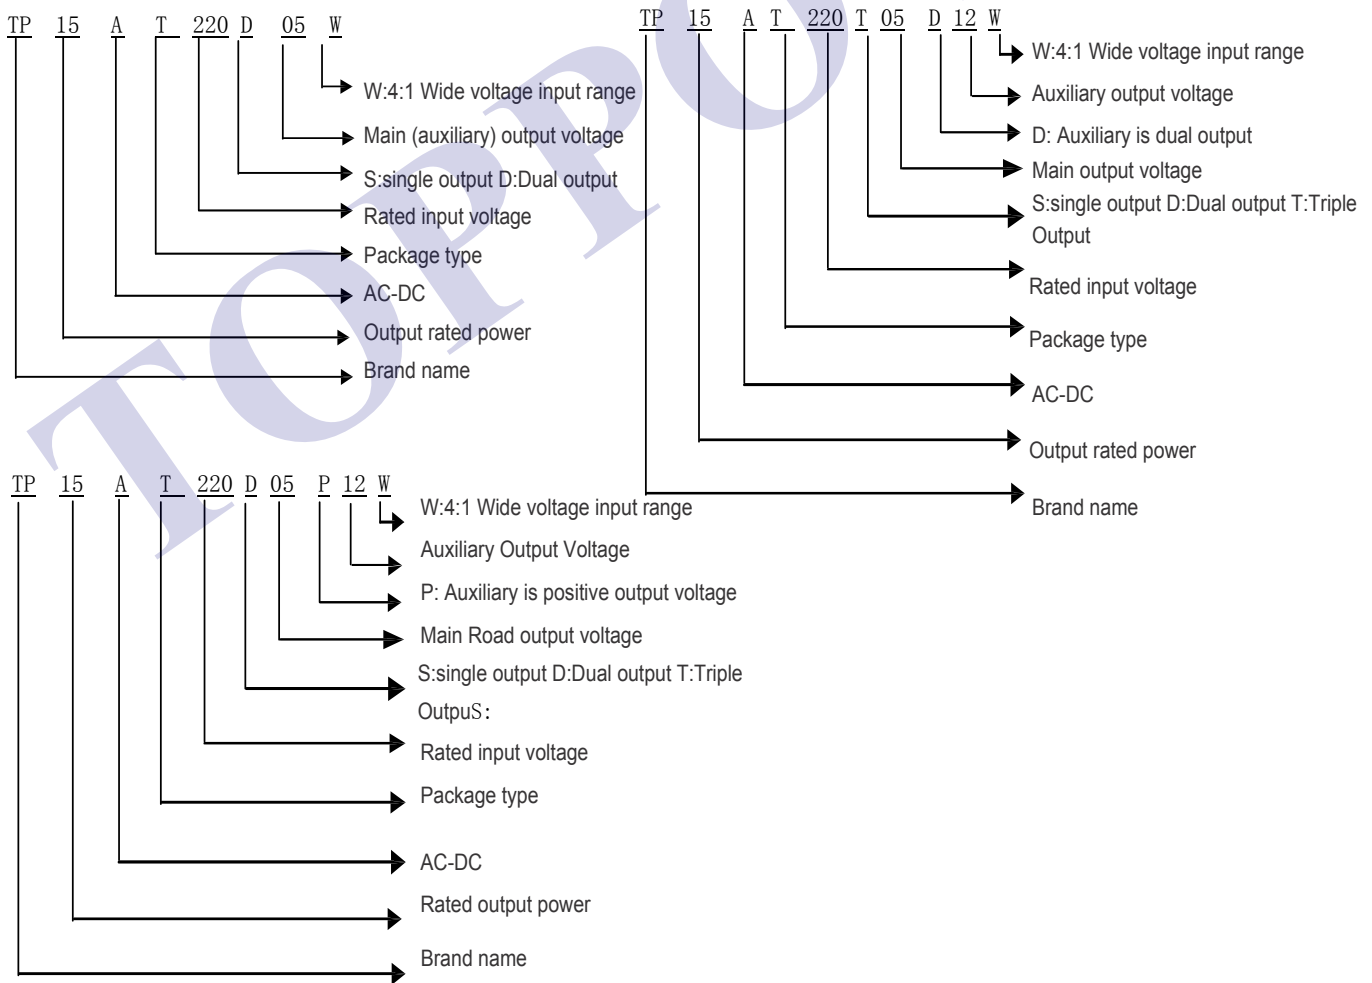 TP 15 A T 220 D 05 W
W:4:1 Wide voltage input range
Main (auxiliary) output voltage
S:single output D:Dual output
Rated input voltage
Package type
AC-DC
Output rated power
Brand name
TP 15 A T 220 T 05 D 12 W
W:4:1 Wide voltage input range
Auxiliary output voltage
D: Auxiliary is dual output
Main output voltage
S:single output D:Dual output T:Triple
Output
Rated input voltage
Package type
AC-DC
Output rated power
Brand name
TP 15 A T 220 D 05 P 12 W
W:4:1 Wide voltage input range
Auxiliary Output Voltage
P: Auxiliary is positive output voltage
Main Road output voltage
S:single output D:Dual output T:Triple
OutpuS:
Rated input voltage
Package type
AC-DC
Rated output power
Brand name
TOPPO